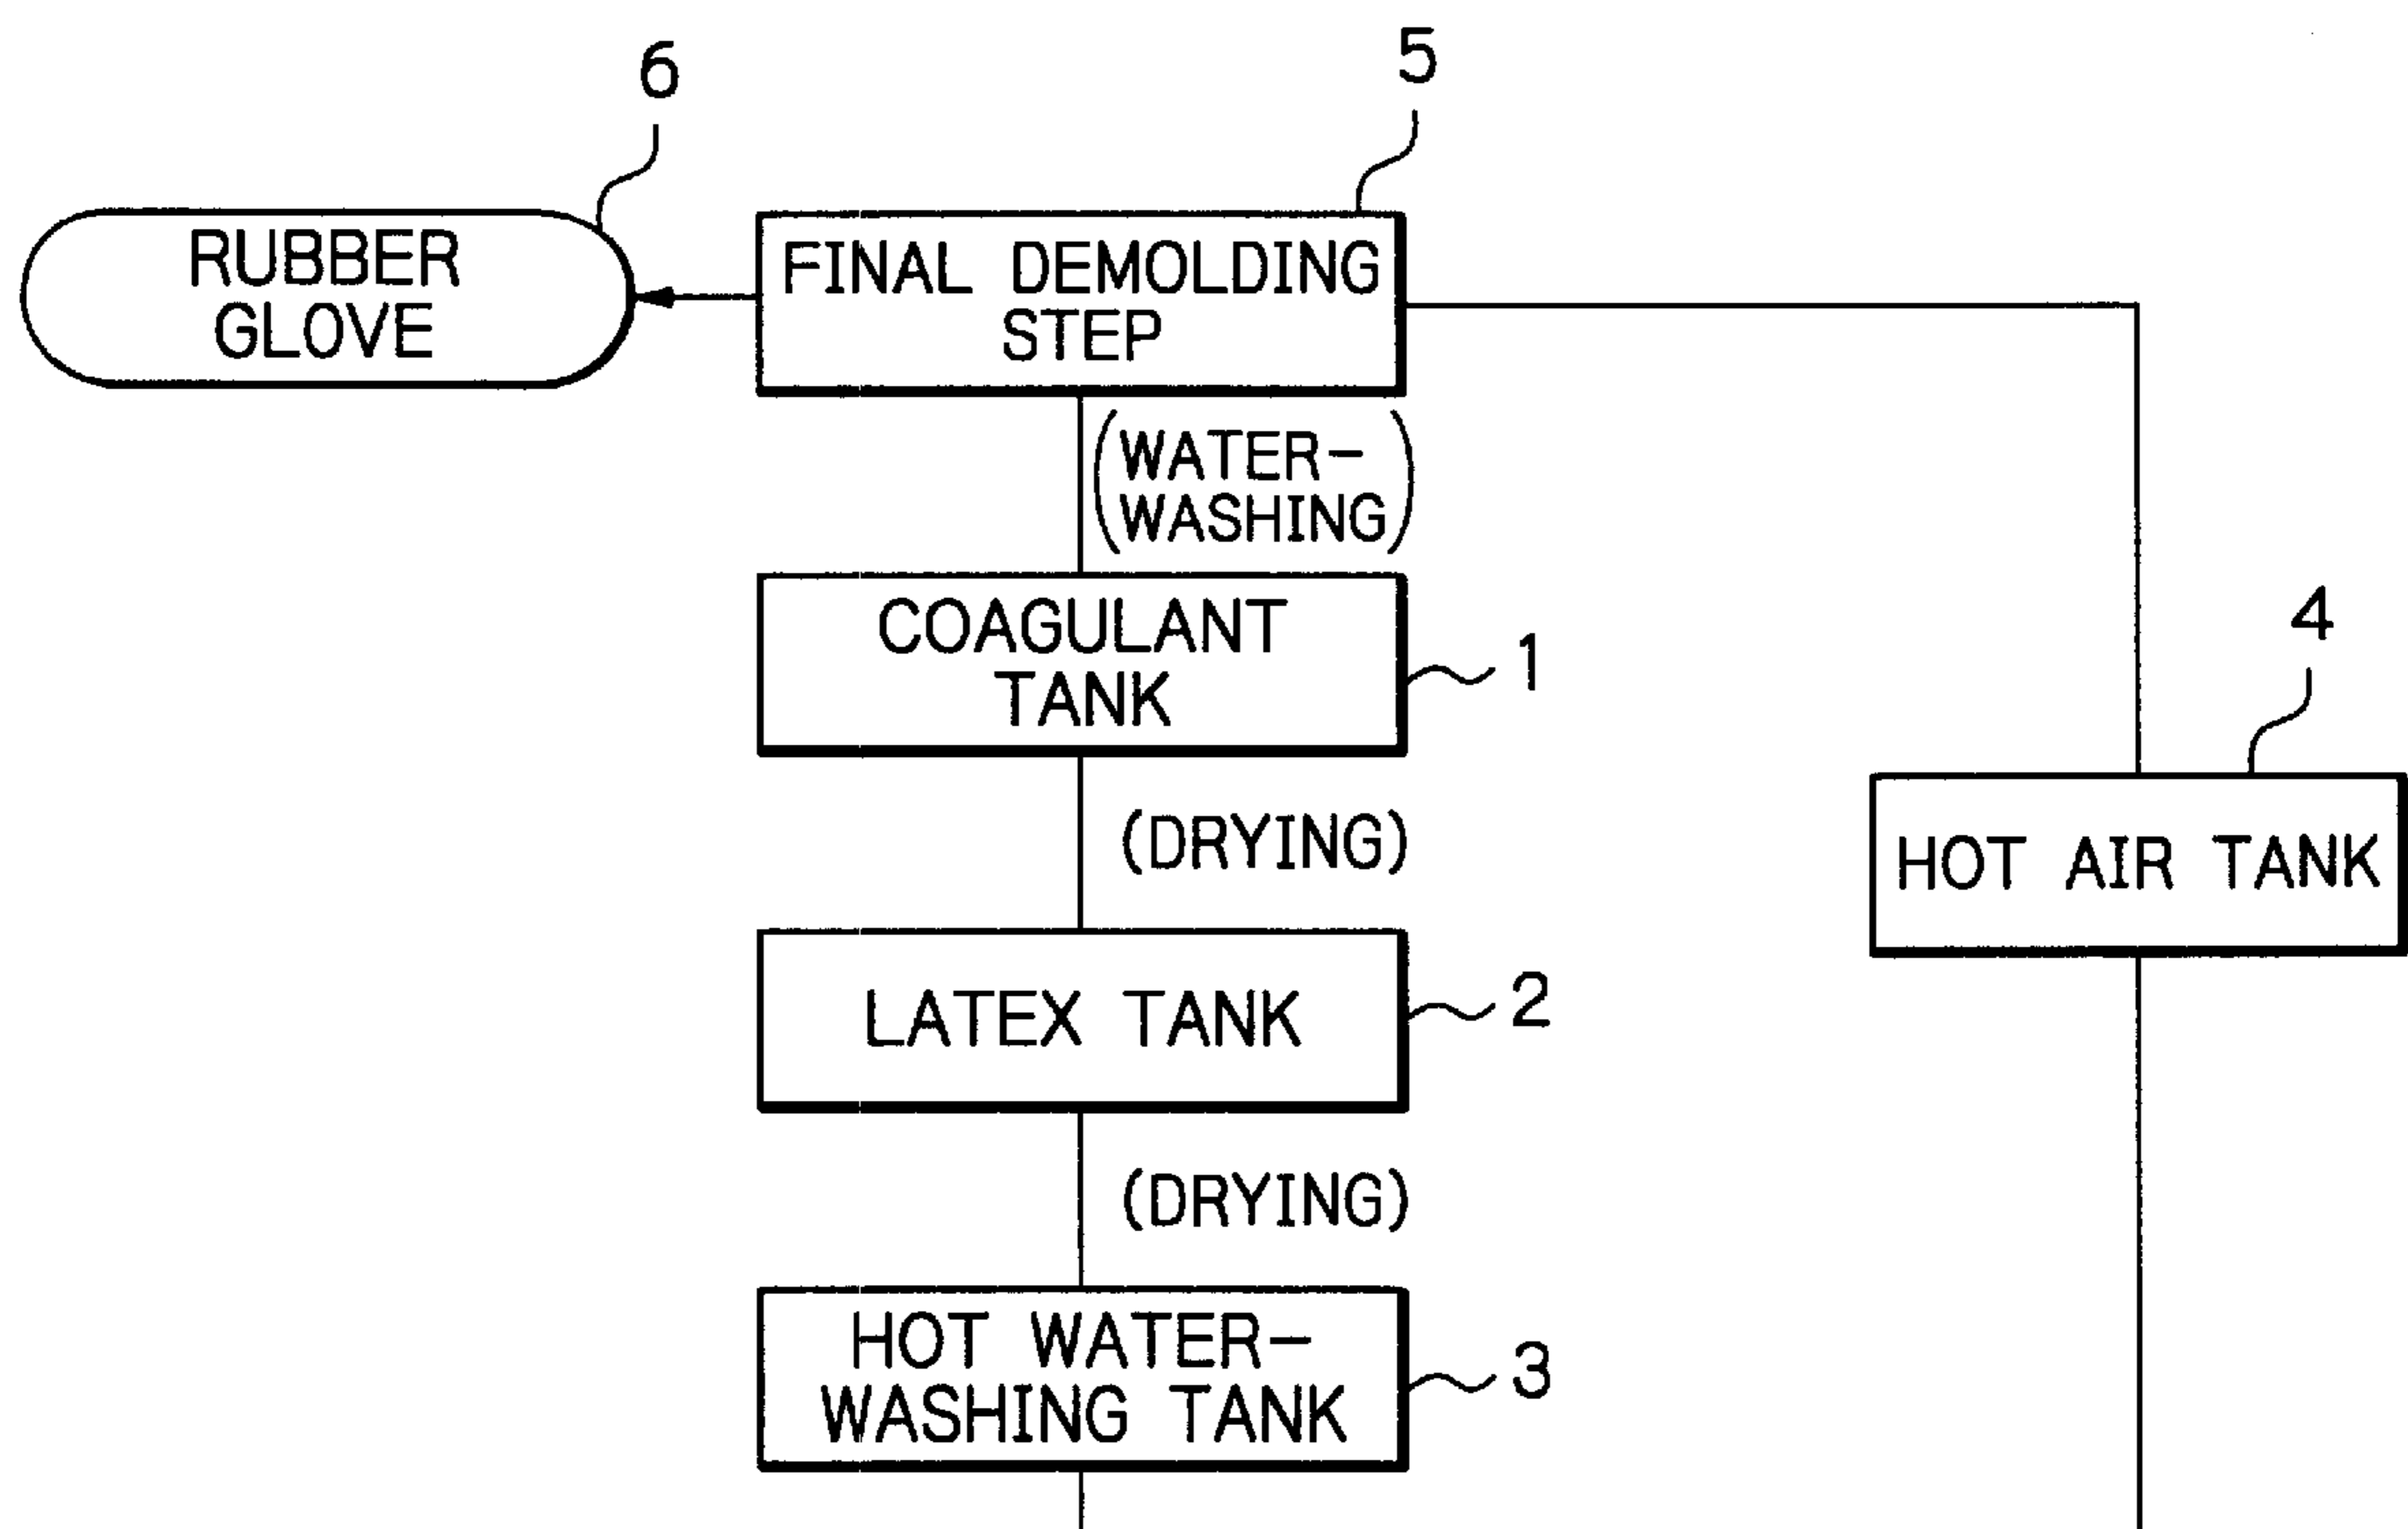 6
5
RUBBER
GLOVE
FINAL DEMOLDING
STEP
(WATER-
WASHING)
COAGULANT
TANK
1
4
(DRYING)
HOT AIR TANK
LATEX TANK
2
(DRYING)
HOT WATER-
WASHING TANK
3